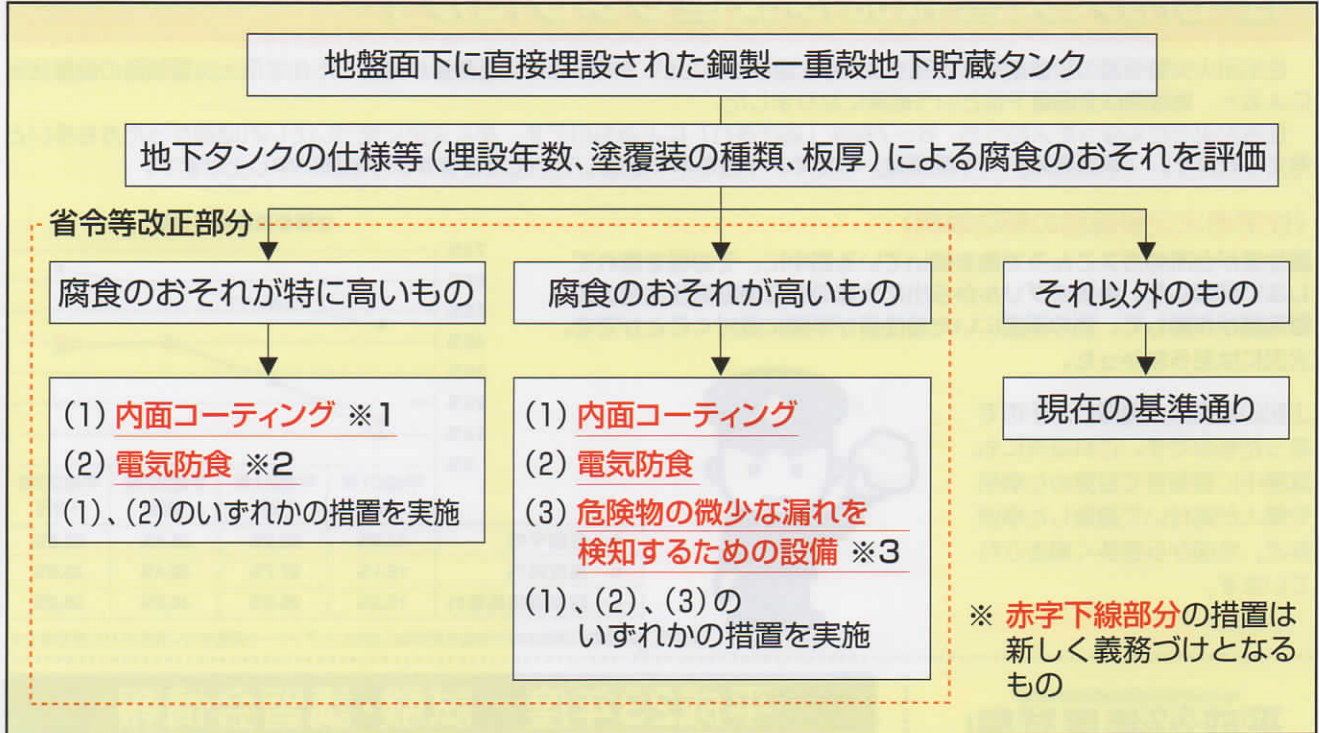 地盤面下に直接埋設された鋼製一重殻地下貯蔵タンク
地下タンクの仕様等(埋設年数、塗覆装の種類、板厚)による腐食のおそれを評価
省令等改正部分
腐食のおそれが特に高いもの
(1) 内面コーティング ※1
(2) 電気防食 ※2
(1)、(2)のいずれかの措置を実施
腐食のおそれが高いもの
(1) 内面コーティング
(2) 電気防食
(3) 危険物の微少な漏れを
検知するための設備 ※3
(1)、(2)、(3)の
いずれかの措置を実施
それ以外のもの
現在の基準通り
※ 赤字下線部分の措置は
新しく義務づけとなる
もの